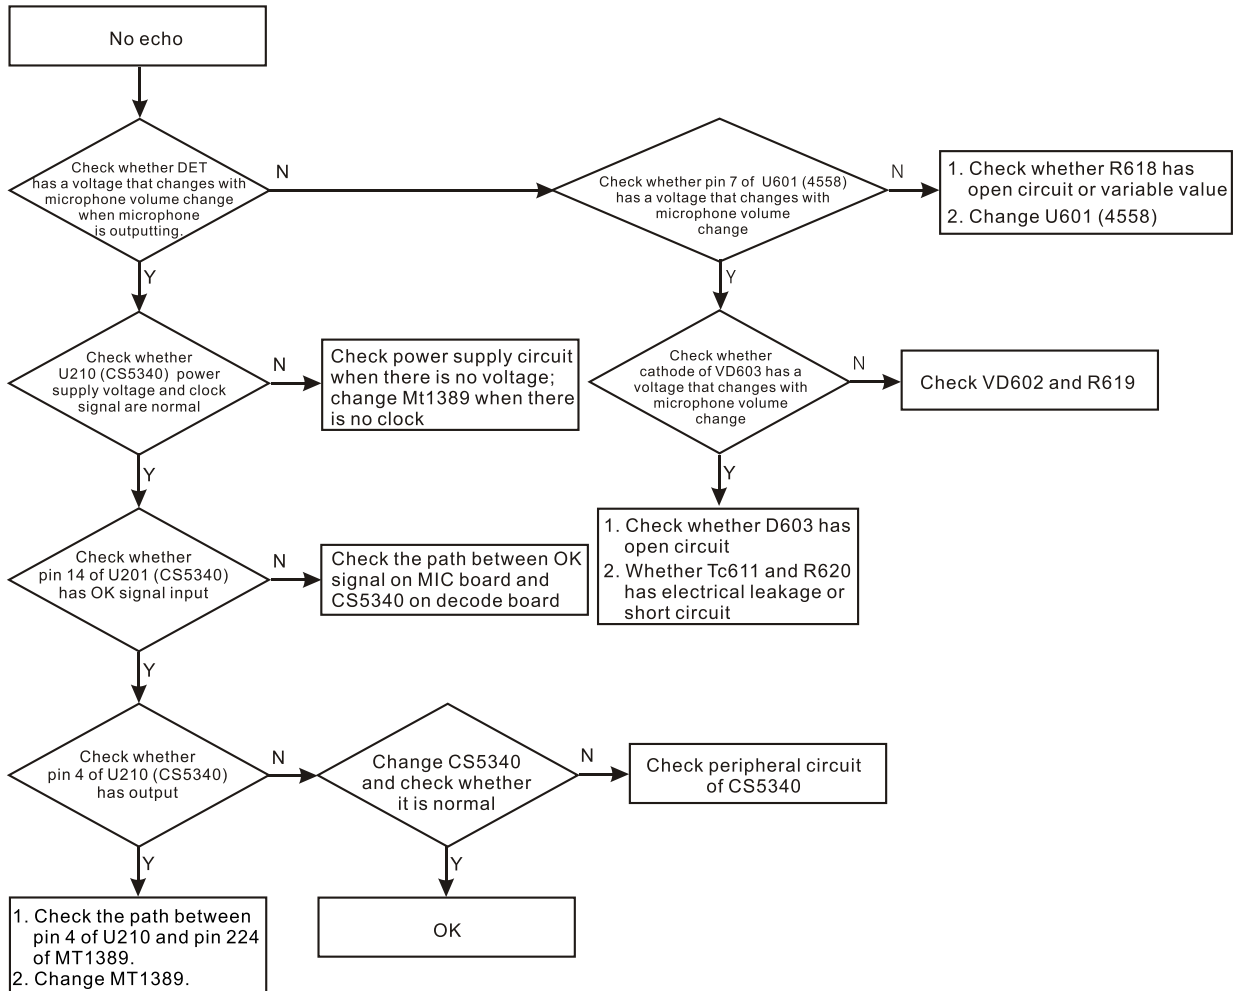 No echo
Check whether DET
has a voltage that changes with
microphone volume change
when microphone
is outputting.
N
Check whether pin 7 of U601 (4558)
has a voltage that changes with
microphone volume
change
N
1. Check whether R618 has
open circuit or variable value
2. Change U601 (4558)
Y
Y
Check whether
U210 (CS5340) power
supply voltage and clock
signal are normal
N
Check power supply circuit
when there is no voltage;
change Mt1389 when there
is no clock
Check whether
cathode of VD603 has a
voltage that changes with
microphone volume
change
N
Check VD602 and R619
Y
Y
Check whether
pin 14 of U201 (CS5340)
has OK signal input
N
Check the path between OK
signal on MIC board and
CS5340 on decode board
1. Check whether D603 has
open circuit
2. Whether Tc611 and R620
has electrical leakage or
short circuit
Y
Check whether
pin 4 of U210 (CS5340)
has output
N
Change CS5340
and check whether
it is normal
N
Check peripheral circuit
of CS5340
Y
Y
1. Check the path between
pin 4 of U210 and pin 224
of MT1389.
2. Change MT1389.
OK